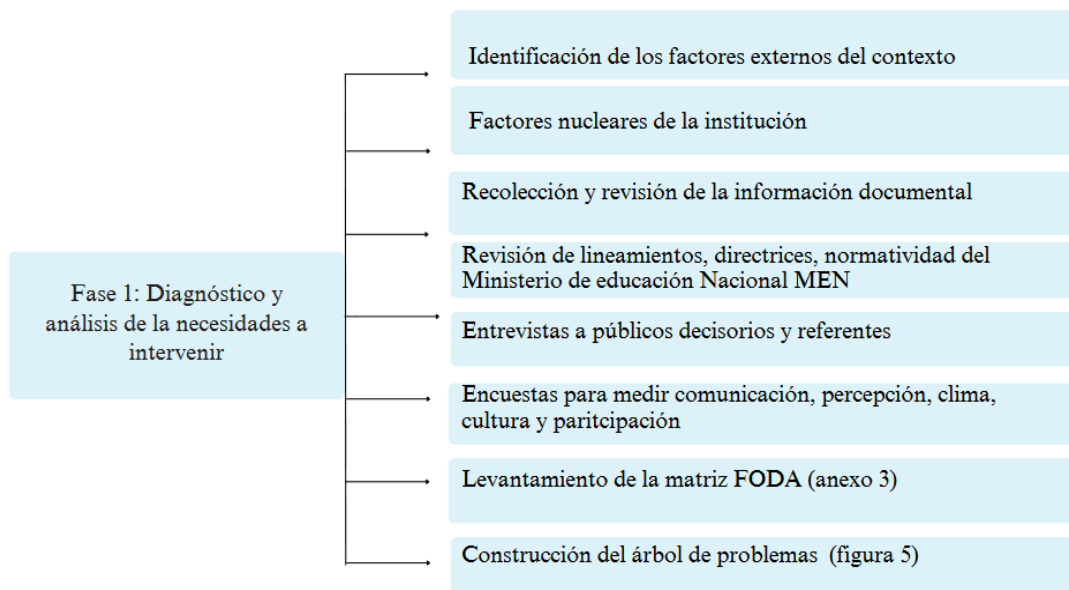 Identificación de los factores externos del contexto
Factores nucleares de la institución
Recolección y revisión de la información documental
Revisión de lineamientos, directrices, normatividad del
Ministerio de educación Nacional MEN
Fase 1: Diagnóstico y
análisis de la necesidades a
intervenir
Entrevistas a públicos decisorios y referentes
Encuestas para medir comunicación, percepción, clima,
cultura y paritcipación
Levantamiento de la matriz FODA (anexo 3)
Construcción del árbol de problemas (figura 5)